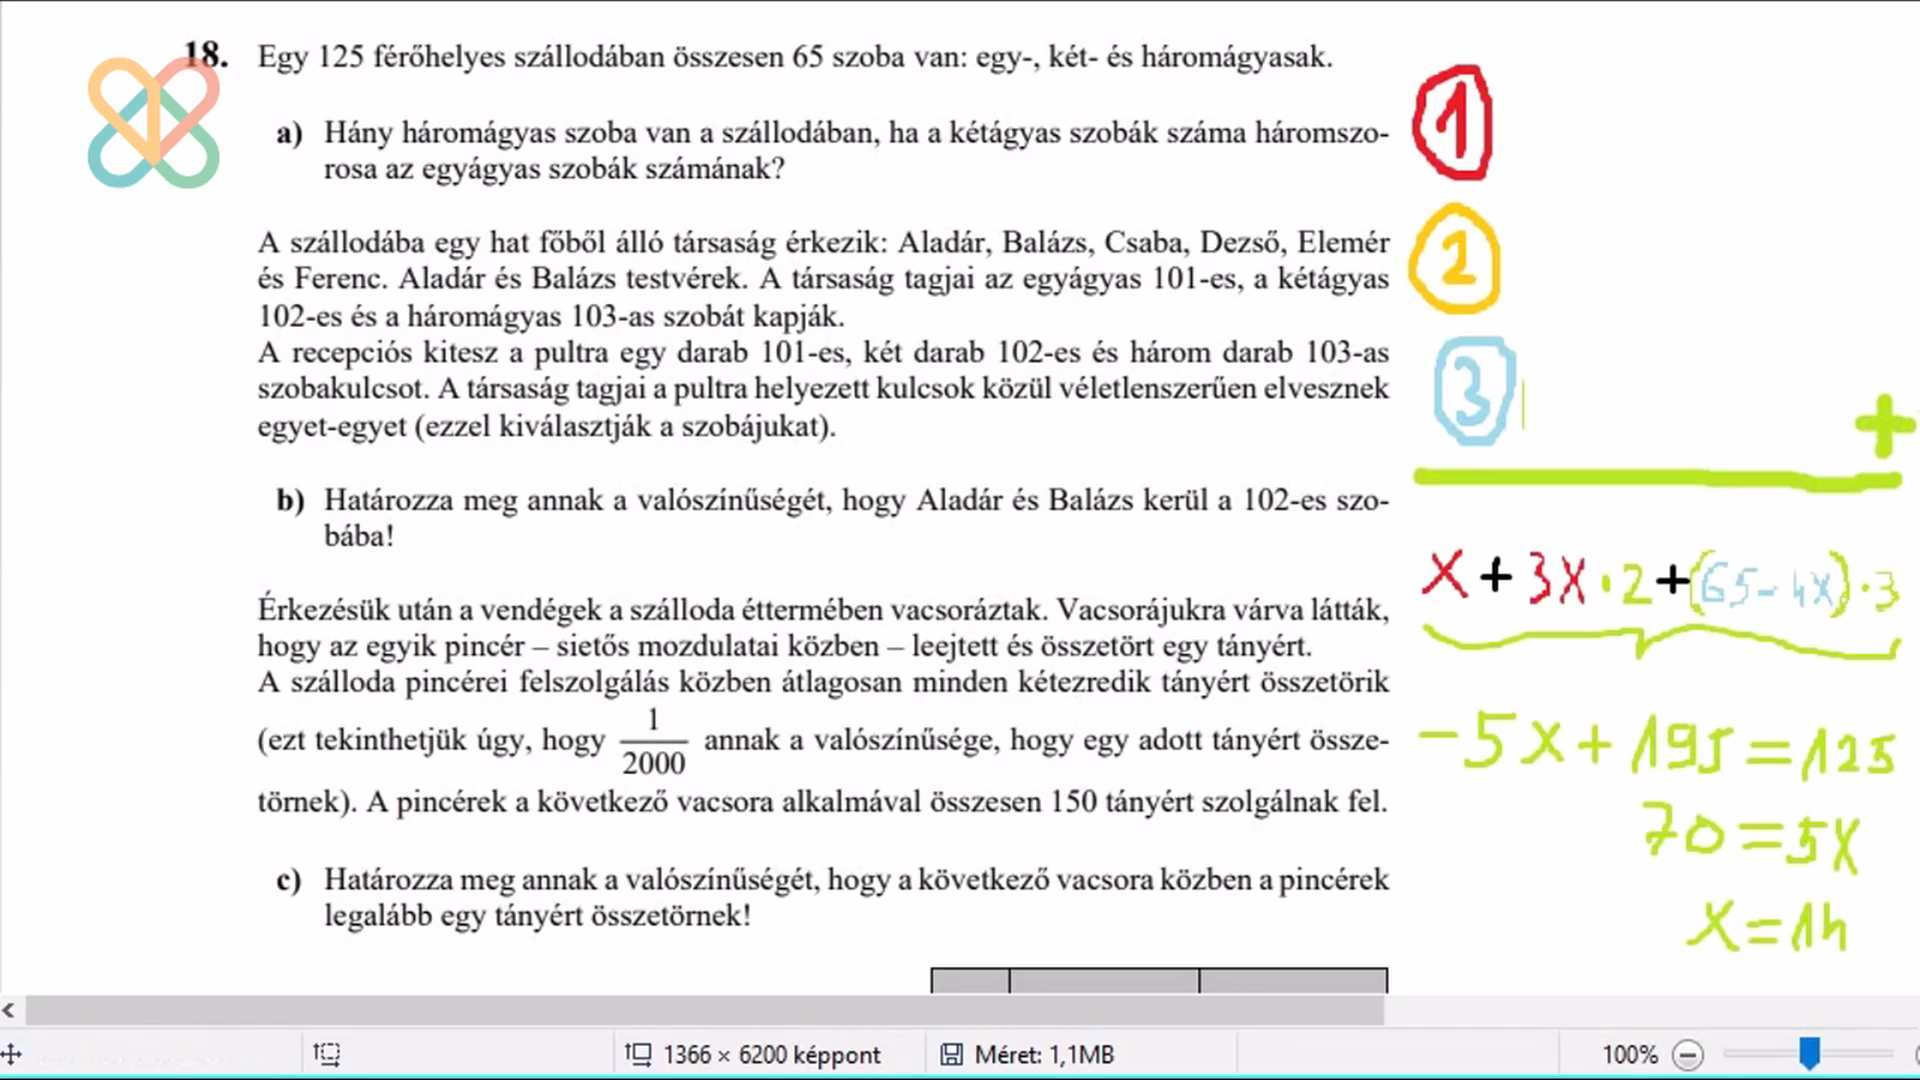 18. Egy 125 férőhelyes szállodában összesen 65 szoba van: egy-, két- és háromágyasak.
a) Hány háromágyas szoba van a szállodában, ha a kétágyas szobák száma háromszo-
rosa az egyágyas szobák számának?
A szállodába egy hat főből álló társaság érkezik: Aladár, Balázs, Csaba, Dezső, Elemér
és Ferenc. Aladár és Balázs testvérek. A társaság tagjai az egyágyas 101-es, a kétágyas
102-es és a háromágyas 103-as szobát kapják.
A recepciós kitesz a pultra egy darab 101-es, két darab 102-es és három darab 103-as
szobakulcsot. A társaság tagjai a pultra helyezett kulcsok közül véletlenszerűen elvesznek
egyet-egyet (ezzel kiválasztják a szobájukat).
b) Határozza meg annak a valószínűségét, hogy Aladár és Balázs kerül a 102-es szo-
bába!
Érkezésük után a vendégek a szálloda éttermében vacsoráztak. Vacsorájukra várva látták,
hogy az egyik pincér – sietős mozdulatai közben – leejtett és összetört egy tányért.
A szálloda pincérei felszolgálás közben átlagosan minden kétezredik tányért összetörik
(ezt tekinthetjük úgy, hogy 1/2000 annak a valószínűsége, hogy egy adott tányért össze-
törnek). A pincérek a következő vacsora alkalmával összesen 150 tányért szolgálnak fel.
c) Határozza meg annak a valószínűségét, hogy a következő vacsora közben a pincérek
legalább egy tányért összetörnek!
1
2
3
+
x + 3x · 2 + (65 - 4x) · 3
-5x + 195 = 125
70 = 5x
x = 14
1366 × 6200 képpont
Méret: 1,1MB
100%